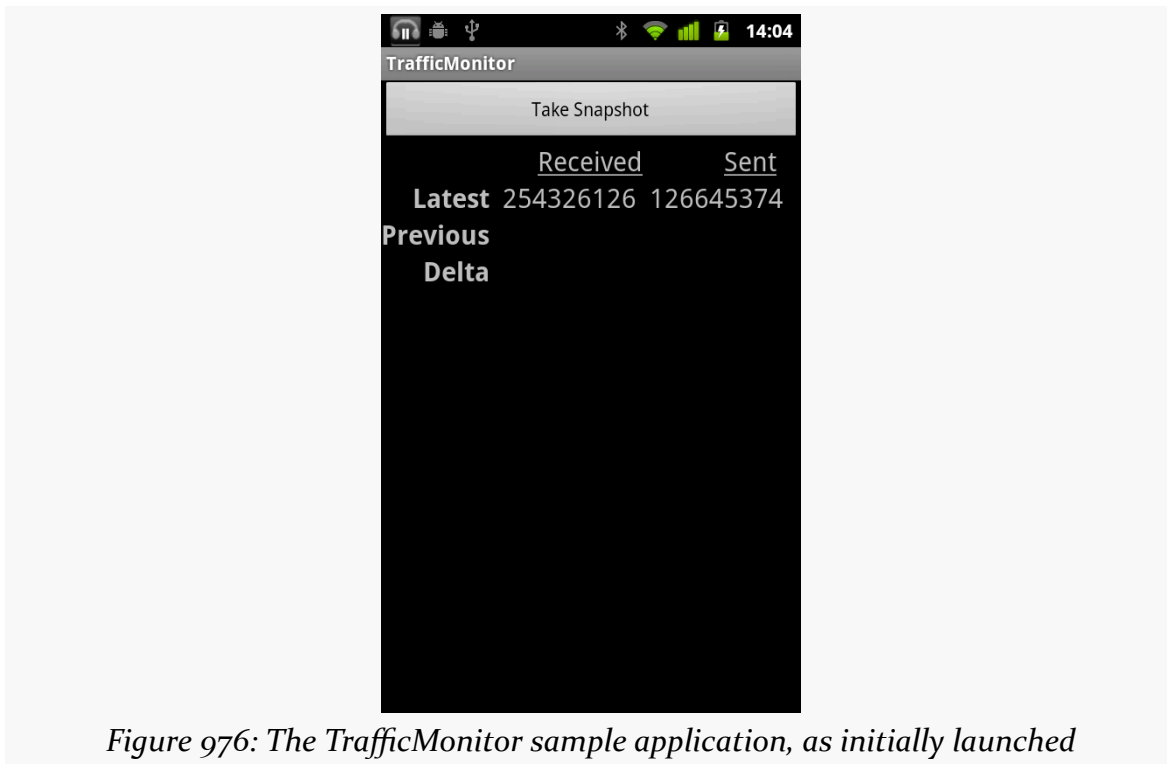 14:04
TrafficMonitor
Take Snapshot
Received Sent
Latest 254326126 126645374
Previous
Delta
Figure 976: The TrafficMonitor sample application, as initially launched